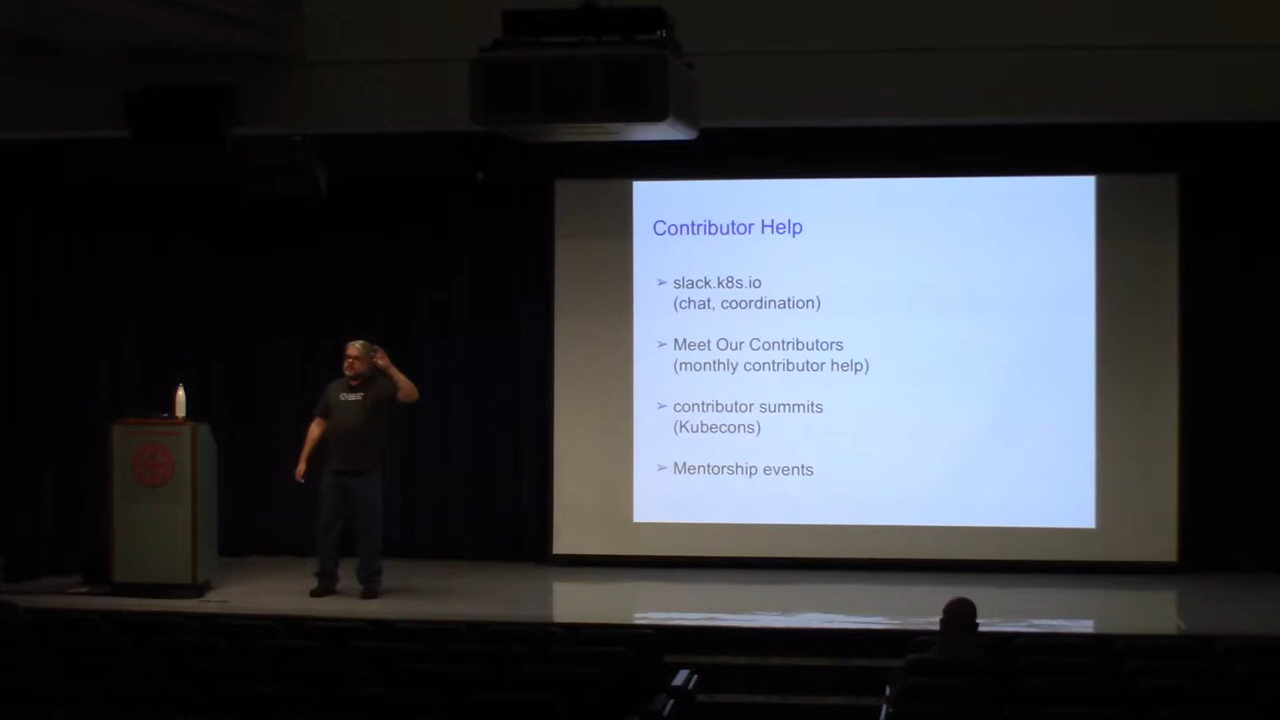 Contributor Help
➢ slack.k8s.io
(chat, coordination)
➢ Meet Our Contributors
(monthly contributor help)
➢ contributor summits
(Kubecons)
➢ Mentorship events